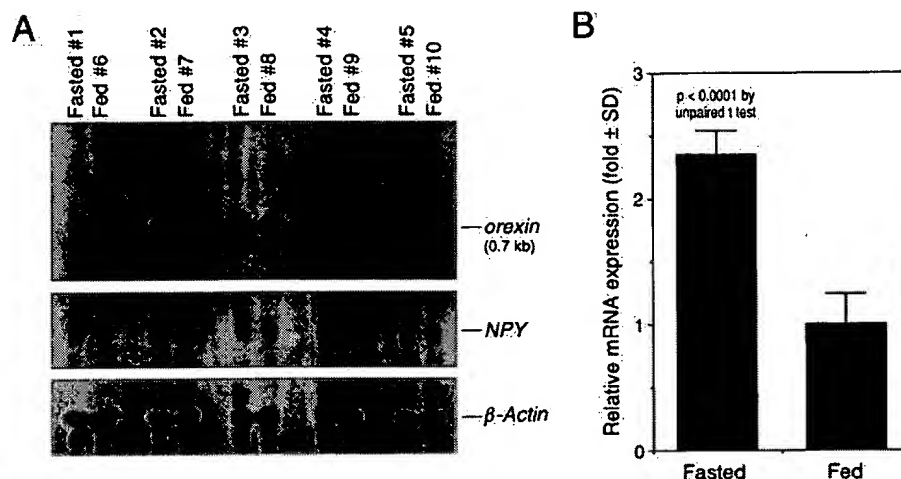 A
Fasted #1
Fed #6
Fasted #2
Fed #7
Fasted #3
Fed #8
Fasted #4
Fed #9
Fasted #5
Fed #10
orexin
(0.7 kb)
NPY
β-Actin
B
Relative mRNA expression (fold ± SD)
3
2
1
0
p < 0.0001 by
unpaired t test
Fasted
Fed